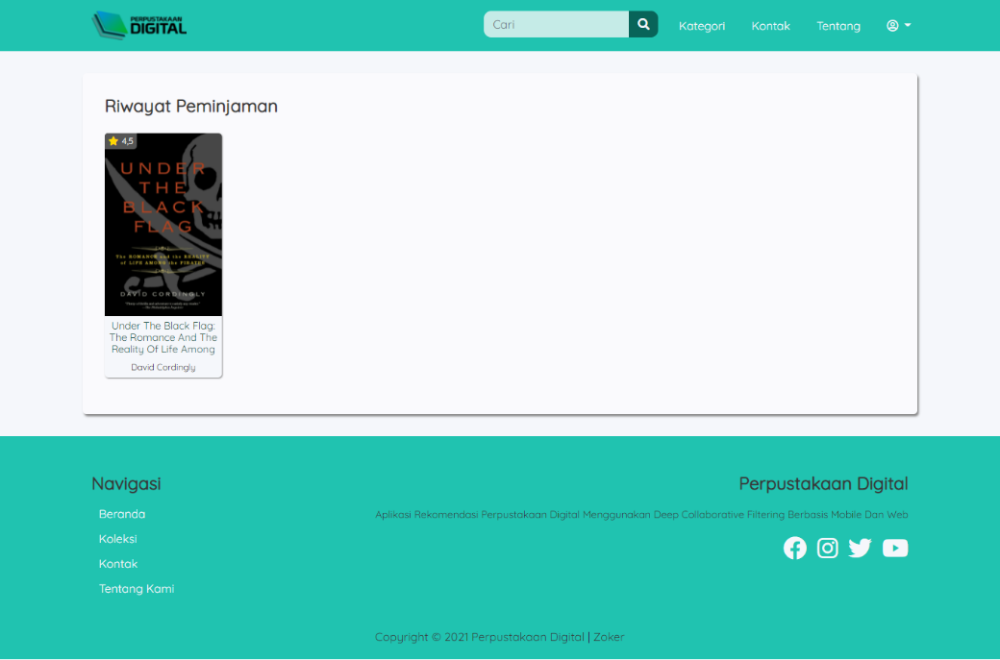 PERPUSTAKAAN
DIGITAL
Cari
Kategori
Kontak
Tentang
Riwayat Peminjaman
4,5
UNDER
THE
BLACK
FLAG
The ROMANCE and the REALITY
of LIFE AMONG the PIRATES
DAVID CORDINGLY
Under The Black Flag:
The Romance And The
Reality Of Life Among
David Cordingly
Navigasi
Beranda
Koleksi
Kontak
Tentang Kami
Perpustakaan Digital
Aplikasi Rekomendasi Perpustakaan Digital Menggunakan Deep Collaborative Filtering Berbasis Mobile Dan Web
Copyright © 2021 Perpustakaan Digital | Zoker